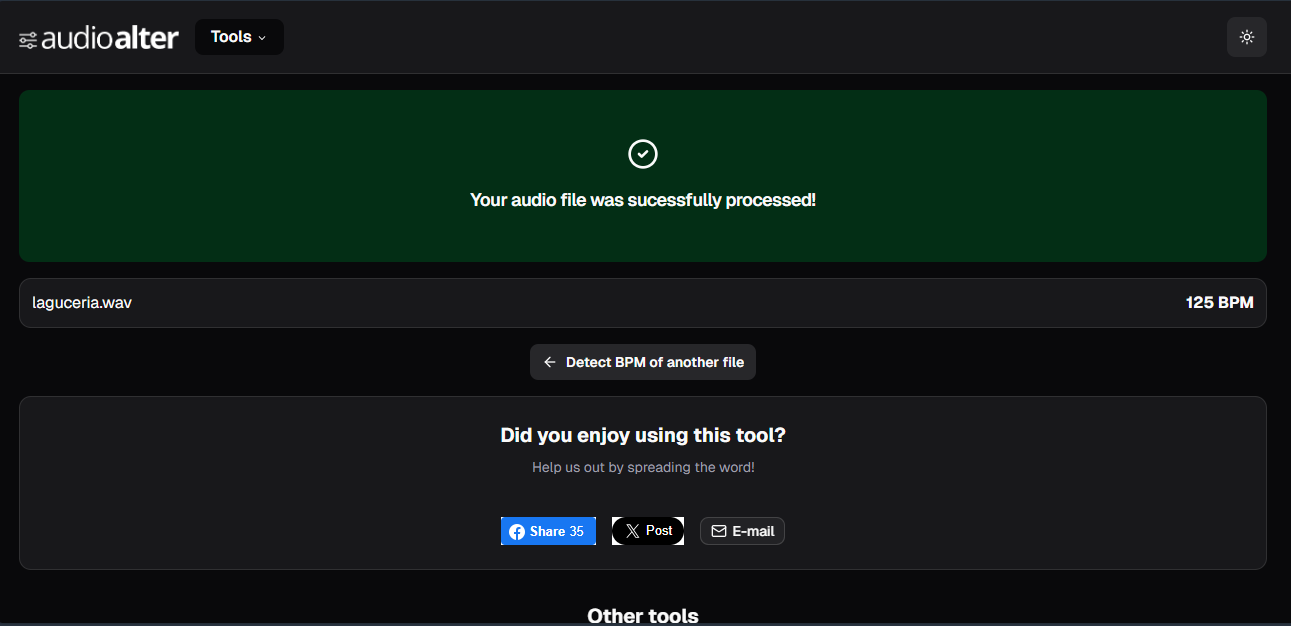 audioalter
Tools
Your audio file was sucessfully processed!
laguceria.wav
125 BPM
Detect BPM of another file
Did you enjoy using this tool?
Help us out by spreading the word!
Share 35
Post
E-mail
Other tools